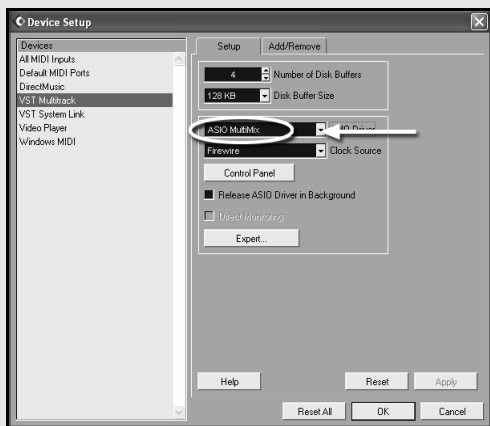 Device Setup
Devices
All MIDI Inputs
Default MIDI Ports
DirectMusic
VST Multitrack
VST System Link
Video Player
Windows MIDI
Setup
Add/Remove
4
Number of Disk Buffers
128 KB
Disk Buffer Size
ASIO MultiMix
Driver
Firewire
Clock Source
Control Panel
Release ASIO Driver in Background
Direct Monitoring
Expert...
Help
Reset
Apply
Reset All
OK
Cancel